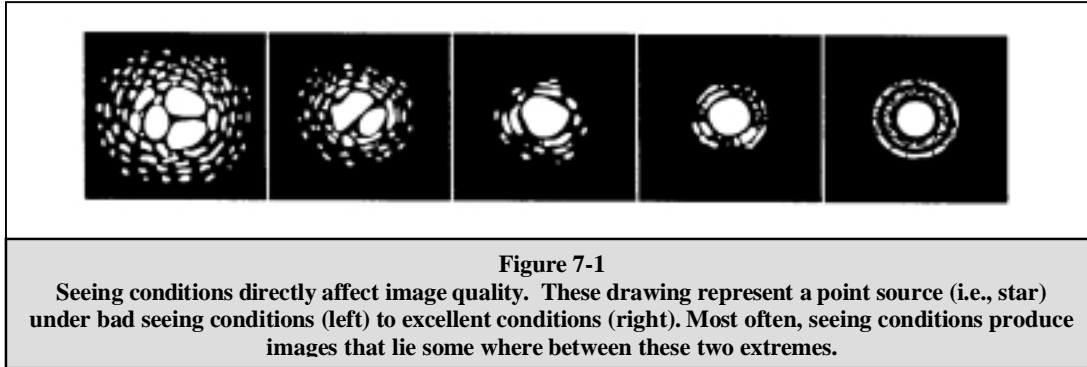 Figure 7-1
Seeing conditions directly affect image quality. These drawing represent a point source (i.e., star)
under bad seeing conditions (left) to excellent conditions (right). Most often, seeing conditions produce
images that lie some where between these two extremes.